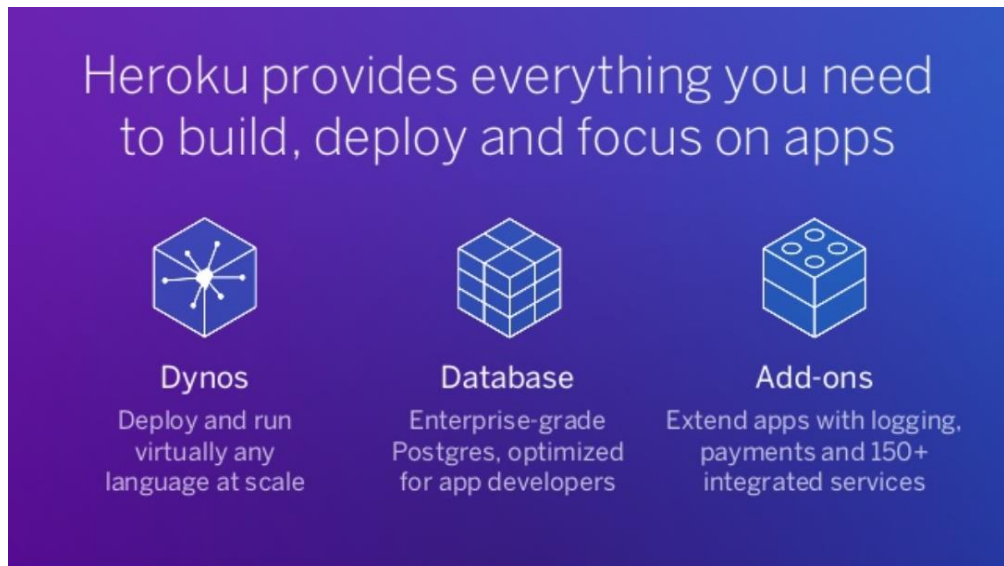 Heroku provides everything you need
to build, deploy and focus on apps
Dynos
Deploy and run
virtually any
language at scale
Database
Enterprise-grade
Postgres, optimized
for app developers
Add-ons
Extend apps with logging,
payments and 150+
integrated services